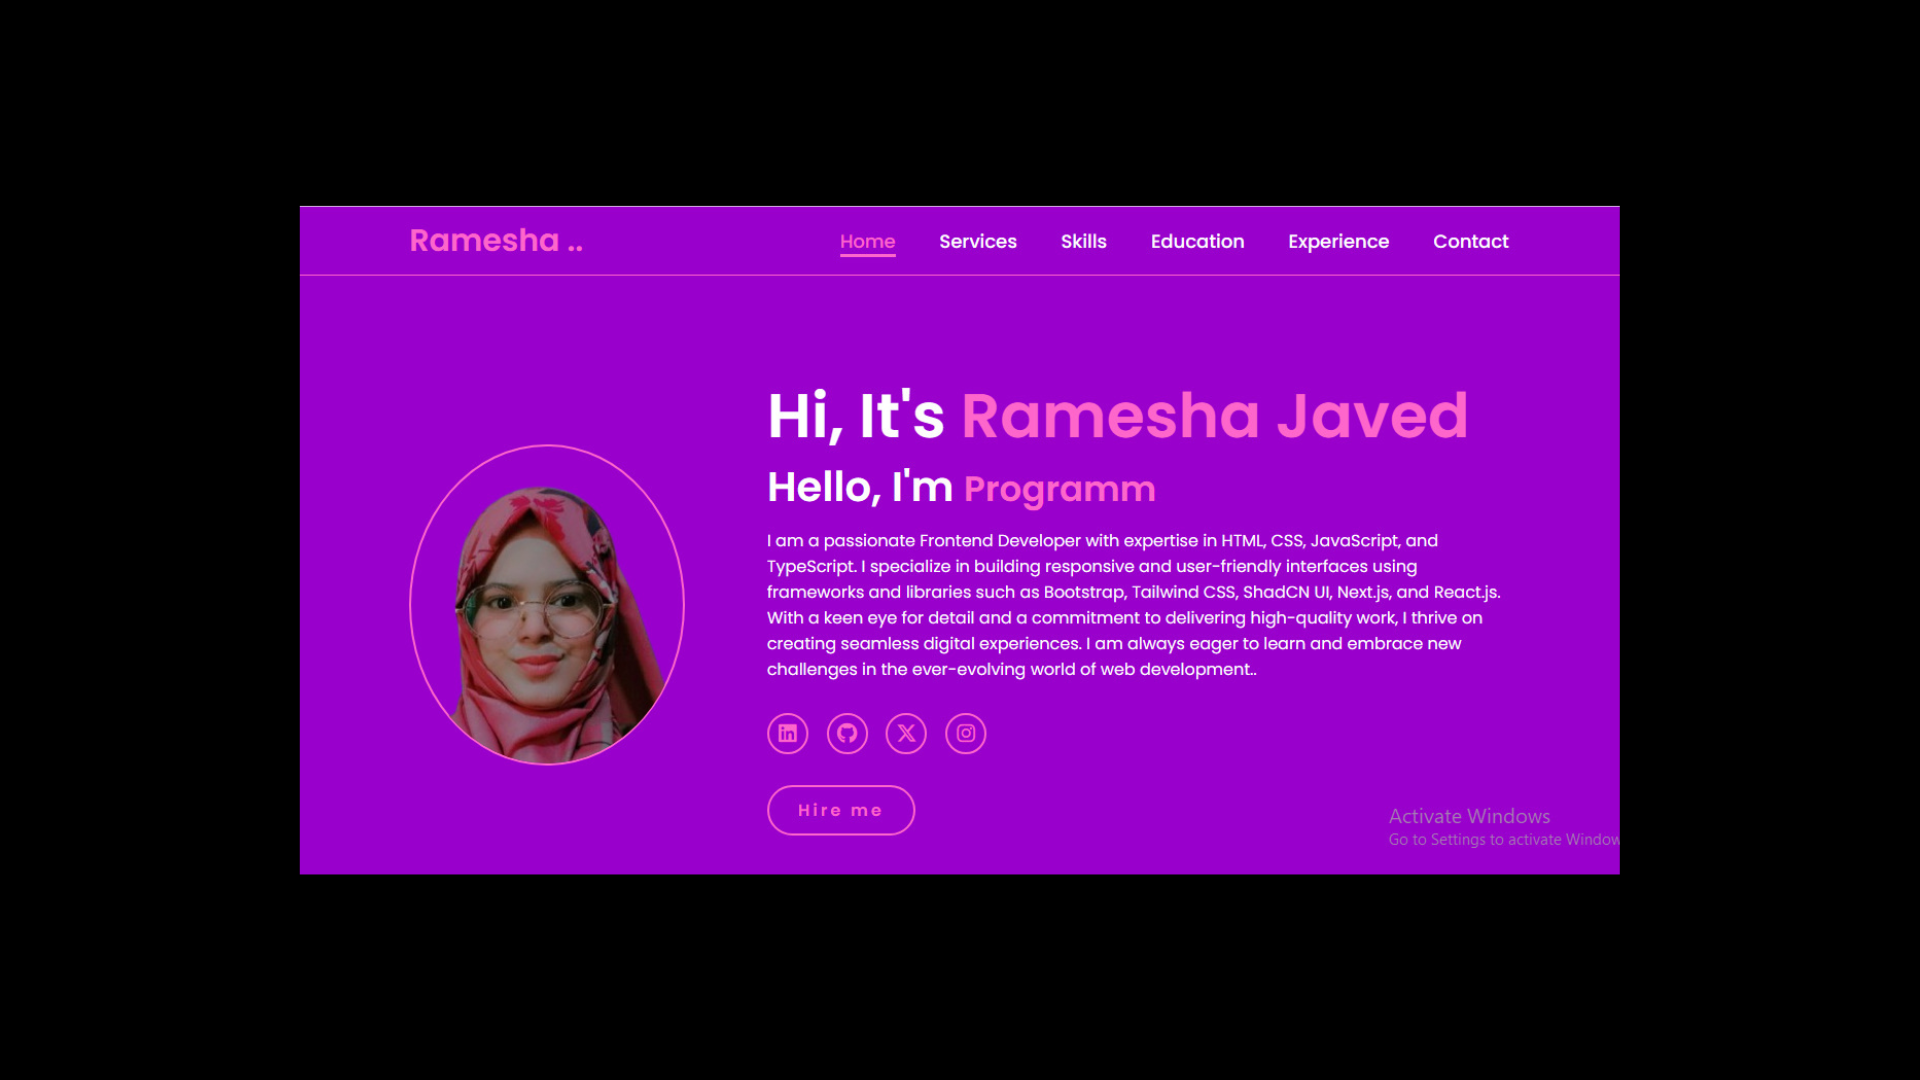 Ramesha ..
Home Services Skills Education Experience Contact
Hi, It's Ramesha Javed
Hello, I'm Programm
I am a passionate Frontend Developer with expertise in HTML, CSS, JavaScript, and
TypeScript. I specialize in building responsive and user-friendly interfaces using
frameworks and libraries such as Bootstrap, Tailwind CSS, ShadCN UI, Next.js, and React.js.
With a keen eye for detail and a commitment to delivering high-quality work, I thrive on
creating seamless digital experiences. I am always eager to learn and embrace new
challenges in the ever-evolving world of web development..
Hire me
Activate Windows
Go to Settings to activate Window